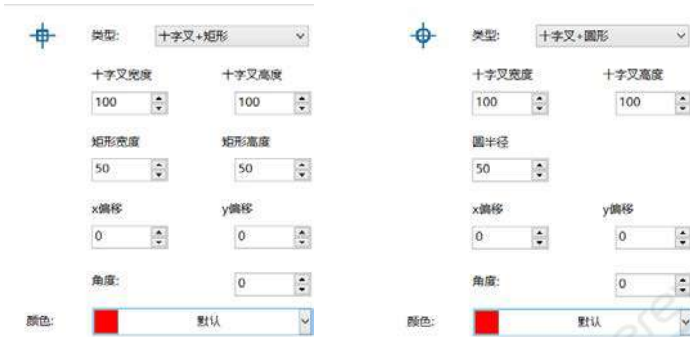 类型: 十字叉+矩形
十字叉宽度 十字叉高度
100 100
矩形宽度 矩形高度
50 50
x偏移 y偏移
0 0
角度: 0
颜色: 默认
类型: 十字叉+圆形
十字叉宽度 十字叉高度
100 100
圆半径
50
x偏移 y偏移
0 0
角度: 0
颜色: 默认